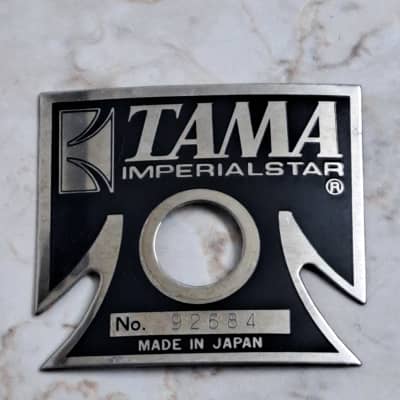 TAMA
IMPERIALSTAR ®
No. 92684
MADE IN JAPAN